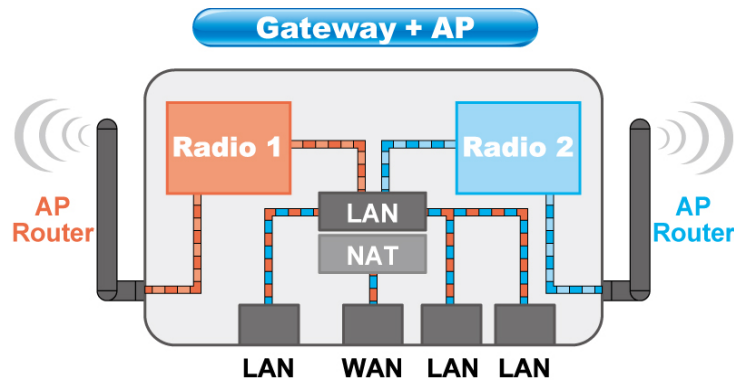 Gateway + AP
Radio 1
Radio 2
AP
Router
LAN
NAT
AP
Router
LAN
WAN
LAN
LAN